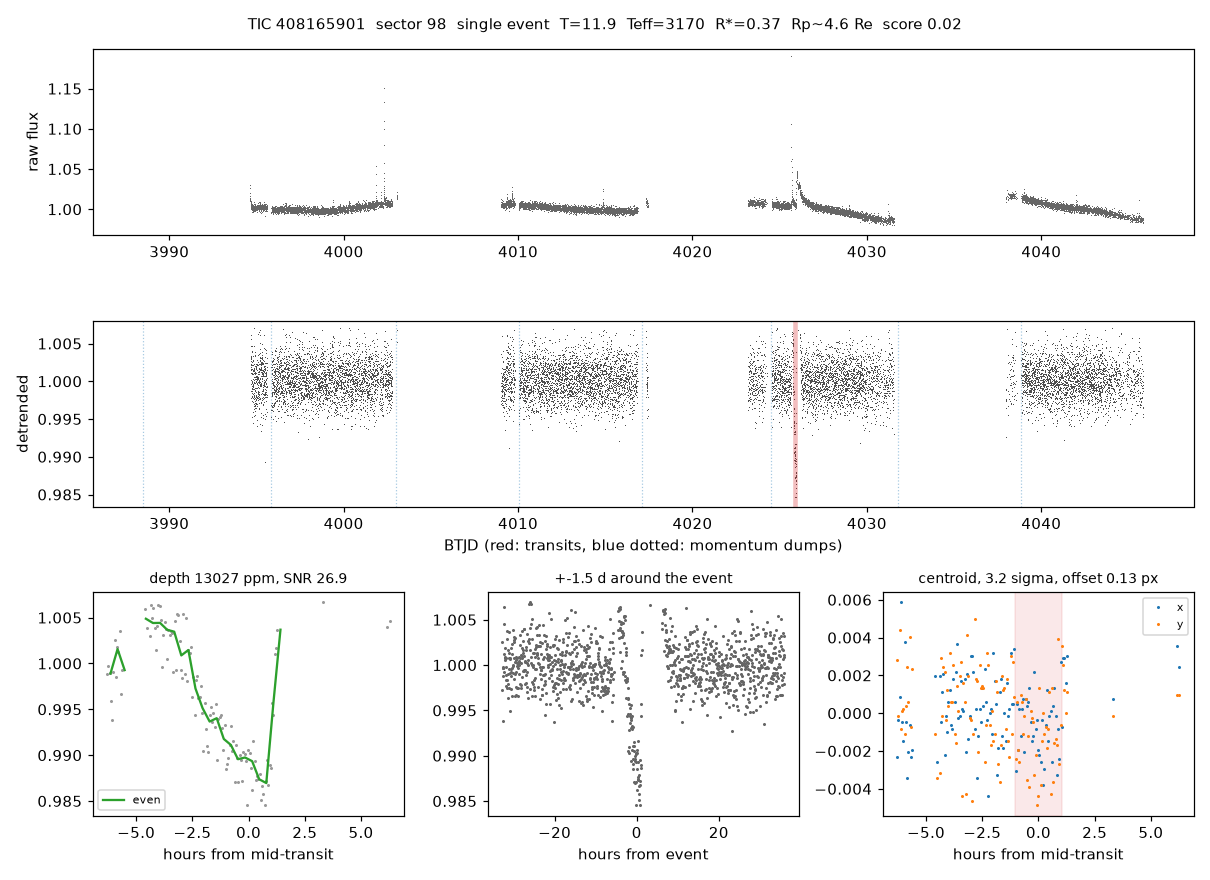 TIC 408165901  sector 98  single event  T=11.9  Teff=3170  R*=0.37  Rp~4.6 Re  score 0.02
raw flux
1.15
1.10
1.05
1.00
3990 4000 4010 4020 4030 4040
detrended
1.005
1.000
0.995
0.990
0.985
3990 4000 4010 4020 4030 4040
BTJD (red: transits, blue dotted: momentum dumps)
depth 13027 ppm, SNR 26.9
1.005
1.000
0.995
0.990
0.985
even
−5.0 −2.5 0.0 2.5 5.0
hours from mid-transit
+-1.5 d around the event
1.005
1.000
0.995
0.990
0.985
−20 0 20
hours from event
centroid, 3.2 sigma, offset 0.13 px
0.006
0.004
0.002
0.000
−0.002
−0.004
x
y
−5.0 −2.5 0.0 2.5 5.0
hours from mid-transit